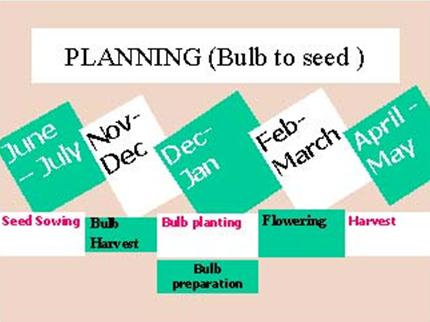 PLANNING (Bulb to seed )
June
– July
Nov-
Dec
Dec-
Jan
Feb-
March
April -
May
Seed Sowing
Bulb
Harvest
Bulb planting
Flowering
Harvest
Bulb
preparation